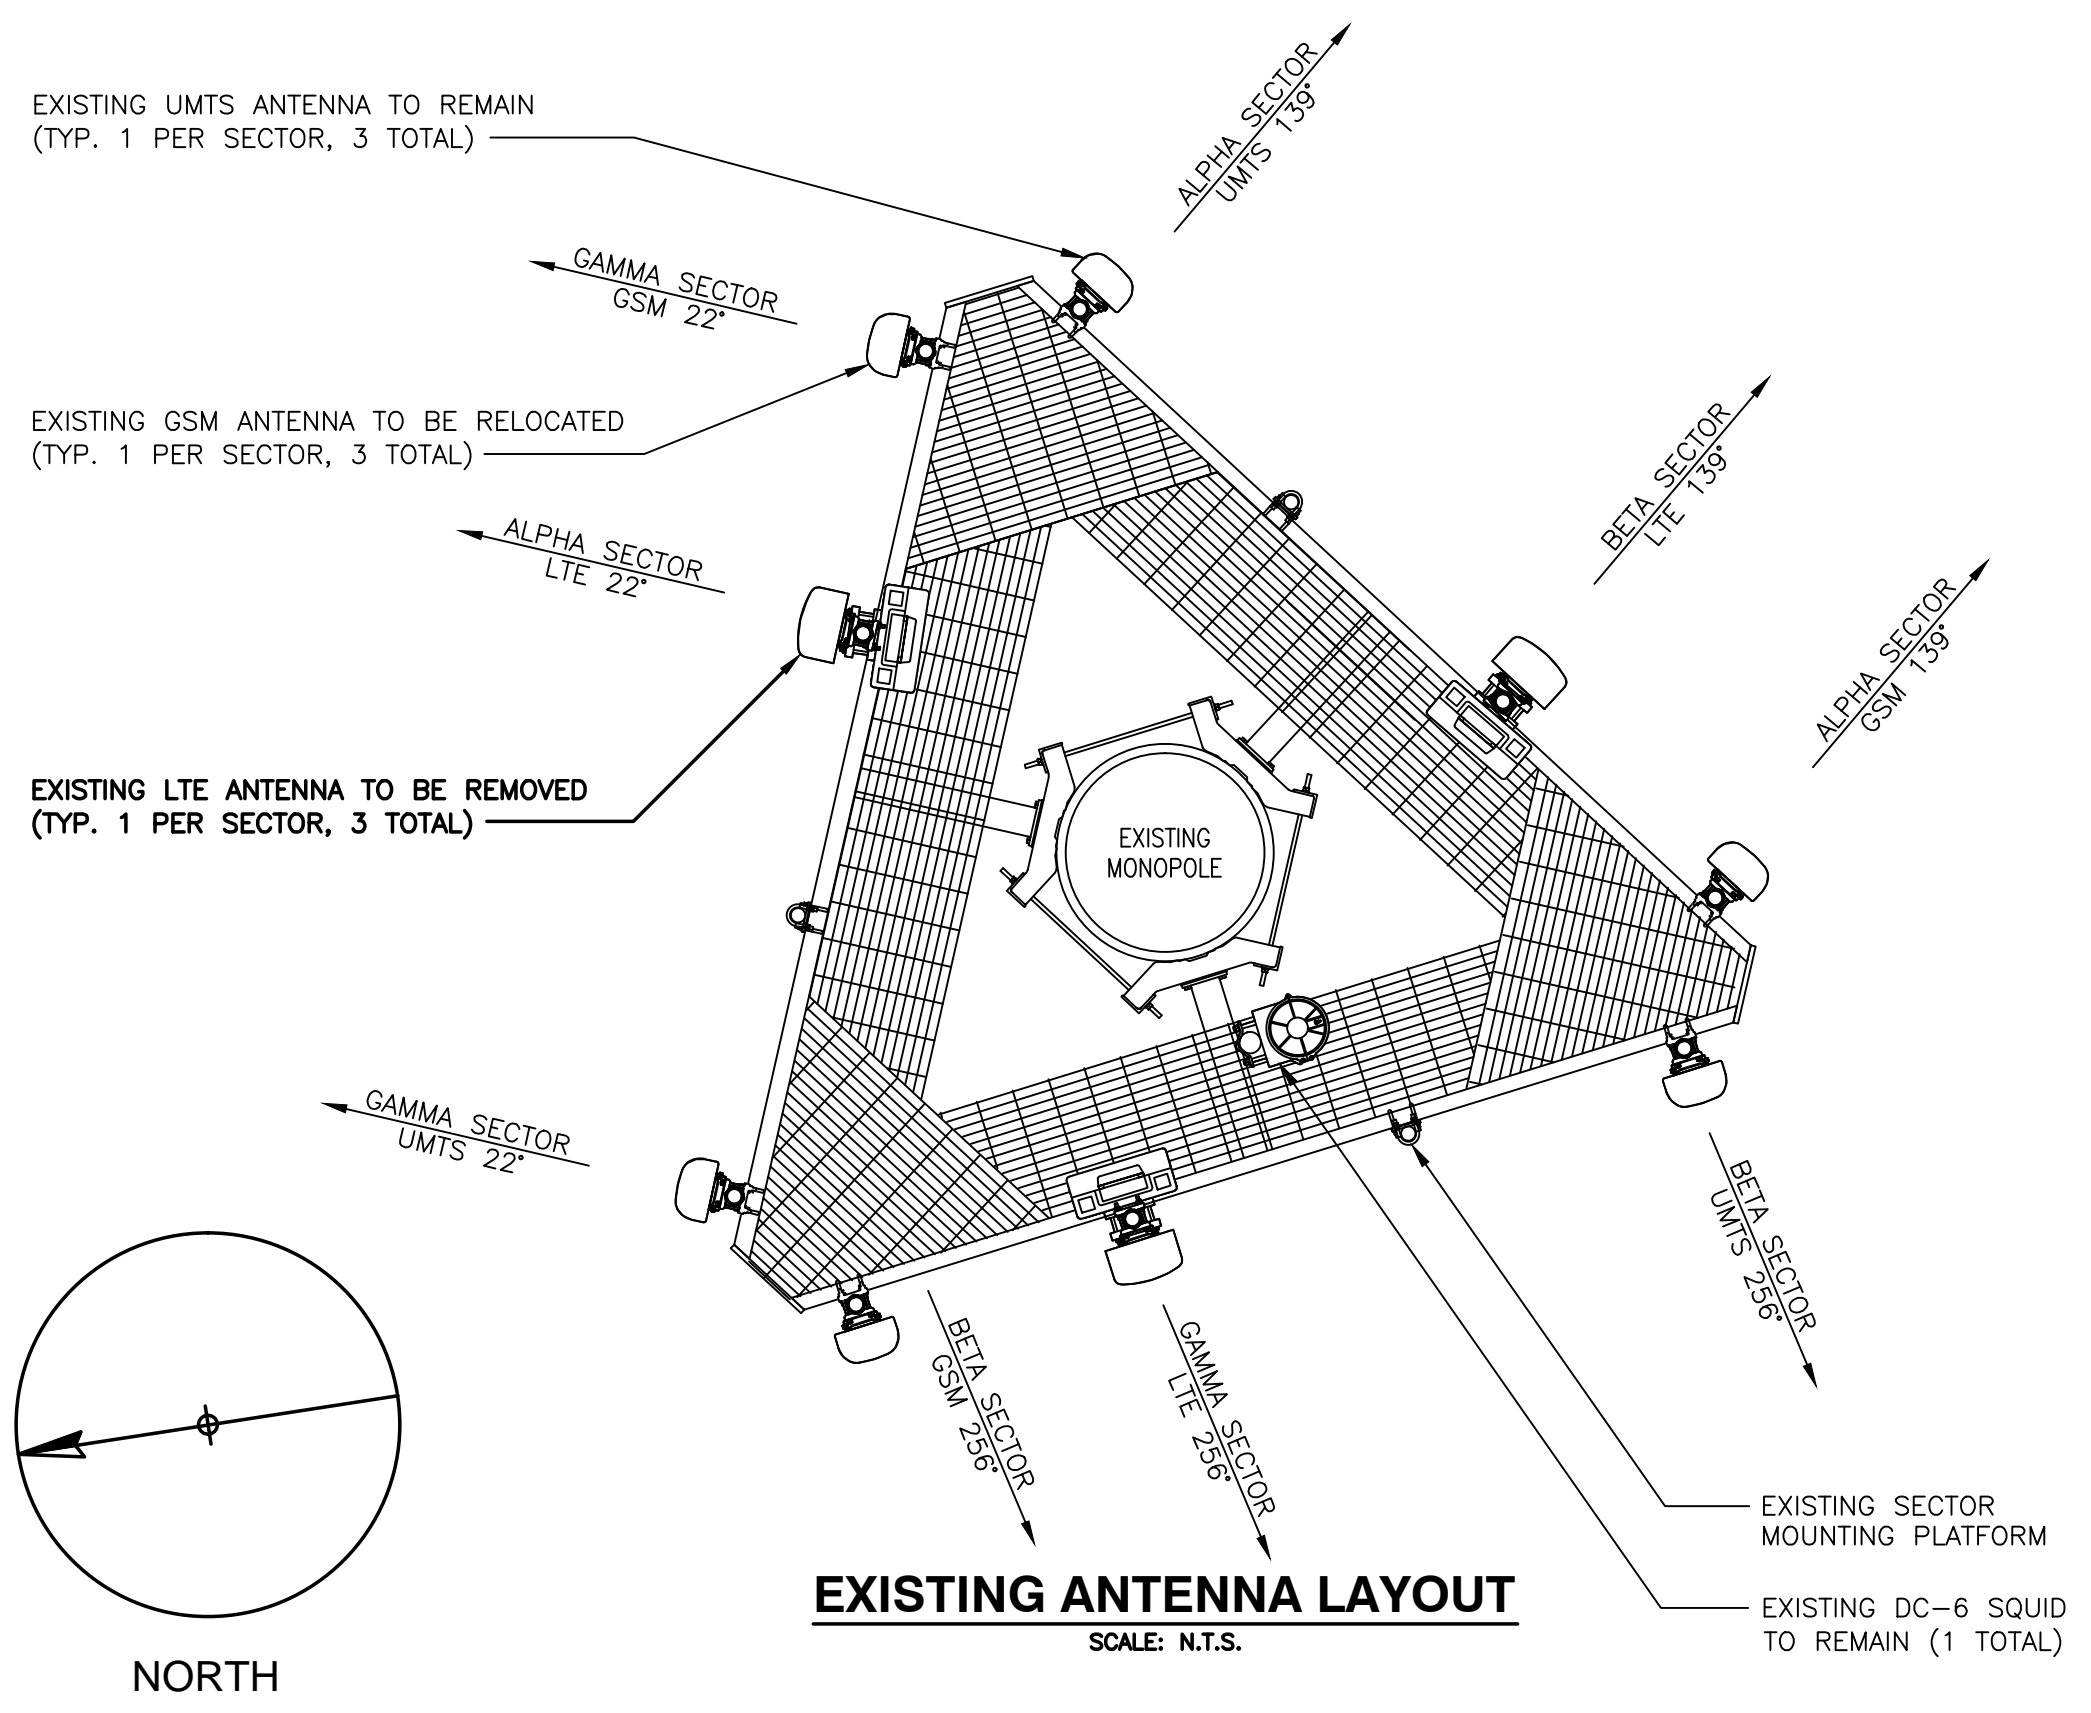 EXISTING UMTS ANTENNA TO REMAIN
(TYP. 1 PER SECTOR, 3 TOTAL)
ALPHA SECTOR
UMTS 139°
GAMMA SECTOR
GSM 22°
EXISTING GSM ANTENNA TO BE RELOCATED
(TYP. 1 PER SECTOR, 3 TOTAL)
BETA SECTOR
LTE 139°
ALPHA SECTOR
LTE 22°
ALPHA SECTOR
GSM 139°
EXISTING LTE ANTENNA TO BE REMOVED
(TYP. 1 PER SECTOR, 3 TOTAL)
EXISTING
MONOPOLE
GAMMA SECTOR
UMTS 22°
BETA SECTOR
UMTS 256°
BETA SECTOR
GSM 256°
GAMMA SECTOR
LTE 256°
EXISTING SECTOR
MOUNTING PLATFORM
EXISTING DC-6 SQUID
TO REMAIN (1 TOTAL)
EXISTING ANTENNA LAYOUT
SCALE: N.T.S.
NORTH